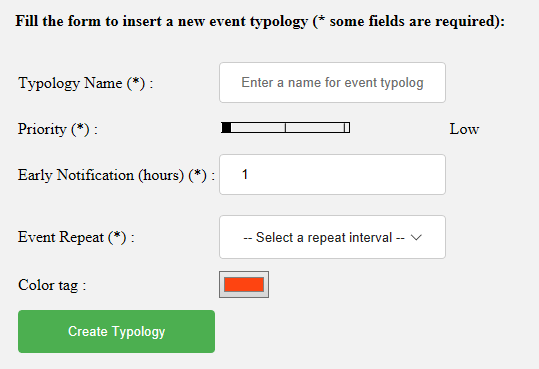 Fill the form to insert a new event typology (* some fields are required):
Typology Name (*) : Enter a name for event typolog
Priority (*) : Low
Early Notification (hours) (*) : 1
Event Repeat (*) : -- Select a repeat interval --
Color tag :
Create Typology